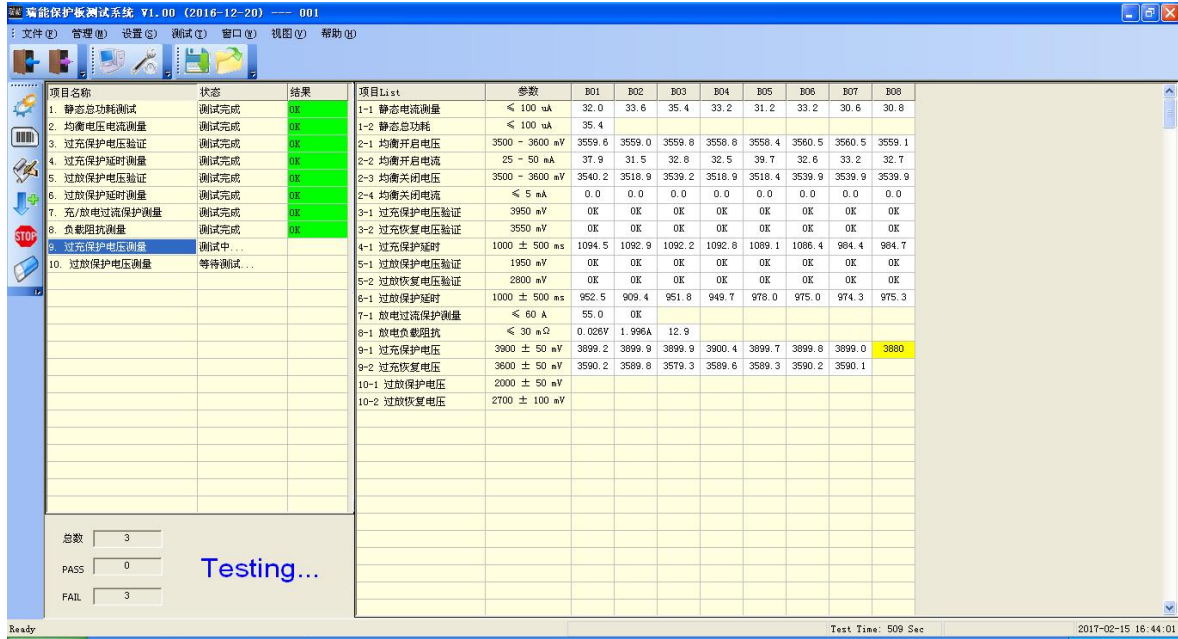 瑞能保护板测试系统 V1.00 (2016-12-20) --- 001
文件(F) 管理(M) 设置(S) 测试(T) 窗口(W) 视图(V) 帮助(H)
项目名称 状态 结果
1. 静态总功耗测试 测试完成 OK
2. 均衡电压电流测量 测试完成 OK
3. 过充保护电压验证 测试完成 OK
4. 过充保护延时测量 测试完成 OK
5. 过放保护电压验证 测试完成 OK
6. 过放保护延时测量 测试完成 OK
7. 充/放电过流保护测量 测试完成 OK
8. 负载阻抗测量 测试完成 OK
9. 过充保护电压测量 测试中...
10. 过放保护电压测量 等待测试...
项目List 参数 B01 B02 B03 B04 B05 B06 B07 B08
1-1 静态电流测量 ≤ 100 uA 32.0 33.6 35.4 33.2 31.2 33.2 30.6 30.8
1-2 静态总功耗 ≤ 100 uA 35.4
2-1 均衡开启电压 3500 - 3600 mV 3559.6 3559.0 3559.8 3558.8 3558.4 3560.5 3560.5 3559.1
2-2 均衡开启电流 25 - 50 mA 37.9 31.5 32.8 32.5 39.7 32.6 33.2 32.7
2-3 均衡关闭电压 3500 - 3600 mV 3540.2 3518.9 3539.2 3518.9 3518.4 3539.9 3539.9 3539.9
2-4 均衡关闭电流 ≤ 5 mA 0.0 0.0 0.0 0.0 0.0 0.0 0.0 0.0
3-1 过充保护电压验证 3950 mV OK OK OK OK OK OK OK OK
3-2 过充恢复电压验证 3550 mV OK OK OK OK OK OK OK OK
4-1 过充保护延时 1000 ± 500 ms 1094.5 1092.9 1092.2 1092.8 1089.1 1086.4 984.4 984.7
5-1 过放保护电压验证 1950 mV OK OK OK OK OK OK OK OK
5-2 过放恢复电压验证 2800 mV OK OK OK OK OK OK OK OK
6-1 过放保护延时 1000 ± 500 ms 952.5 909.4 951.8 949.7 978.0 975.0 974.3 975.3
7-1 放电过流保护测量 ≤ 60 A 55.0 OK
8-1 放电负载阻抗 ≤ 30 mΩ 0.026V 1.996A 12.9
9-1 过充保护电压 3900 ± 50 mV 3899.2 3899.9 3899.9 3900.4 3899.7 3899.8 3899.0 3880
9-2 过充恢复电压 3600 ± 50 mV 3590.2 3589.8 3579.3 3589.6 3589.3 3590.2 3590.1
10-1 过放保护电压 2000 ± 50 mV
10-2 过放恢复电压 2700 ± 100 mV
STOP
总数 3
PASS 0
FAIL 3
Testing...
Ready Test Time: 509 Sec 2017-02-15 16:44:01